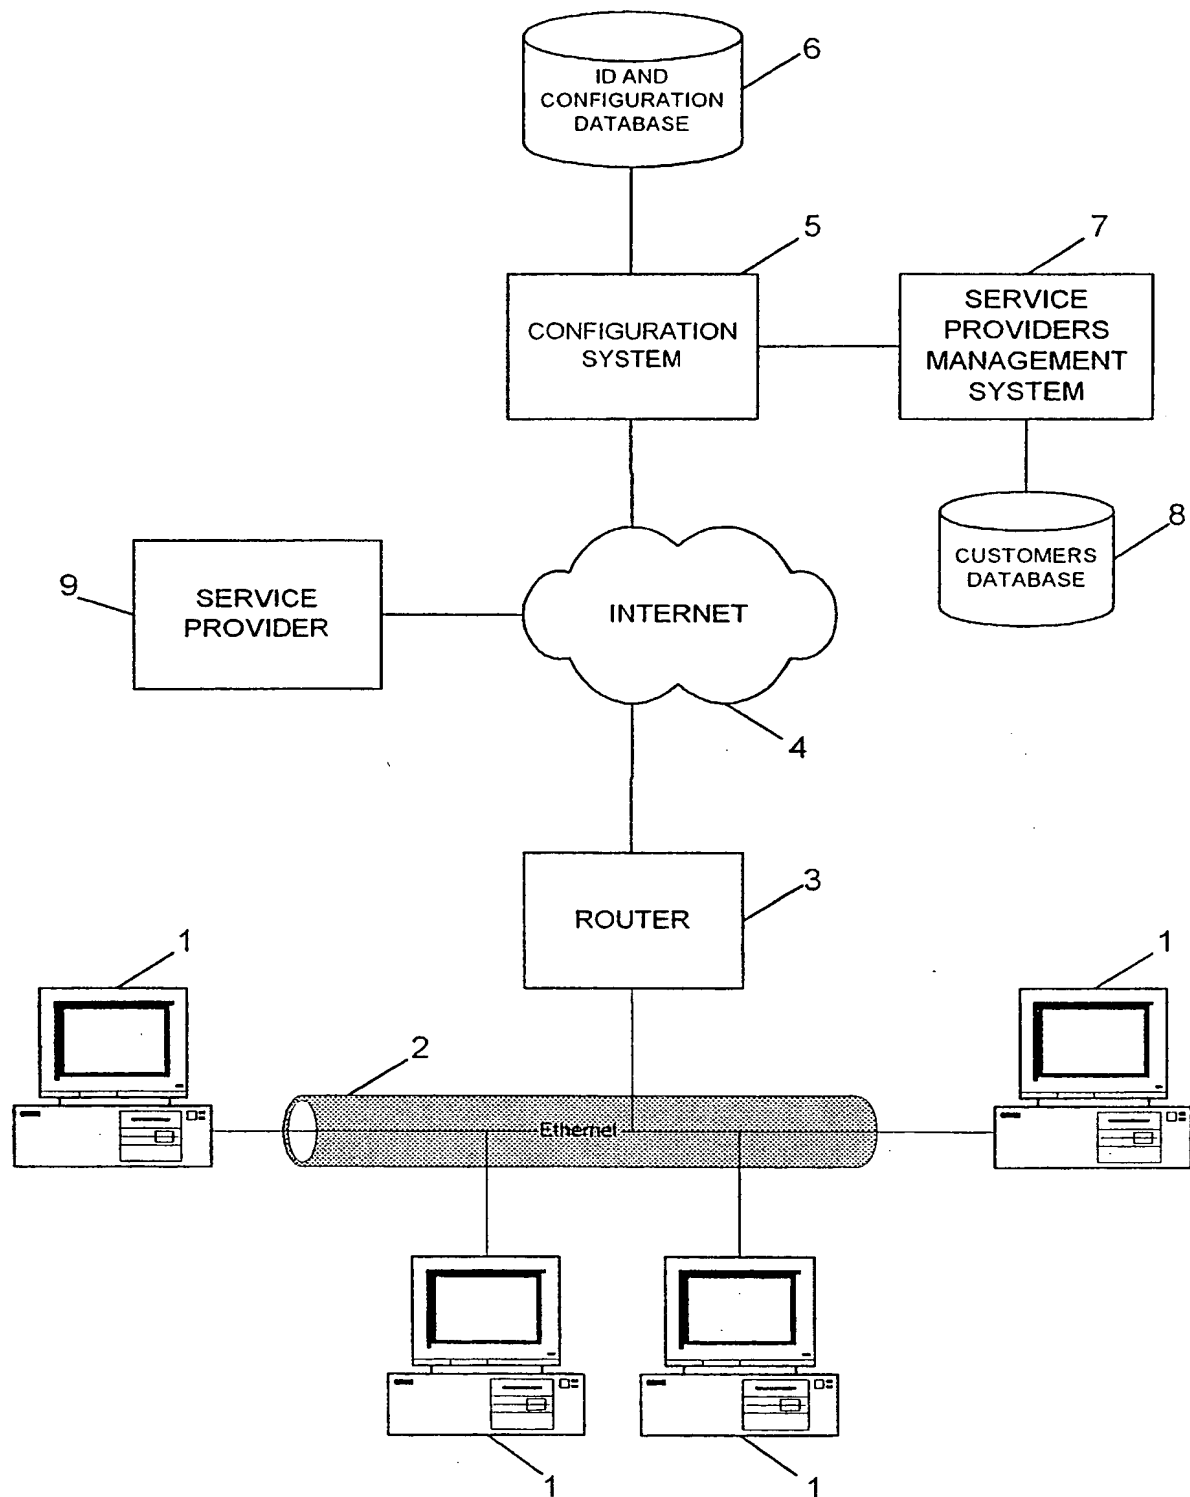 6
ID AND
CONFIGURATION
DATABASE
5
7
CONFIGURATION
SYSTEM
SERVICE
PROVIDERS
MANAGEMENT
SYSTEM
8
CUSTOMERS
DATABASE
9
SERVICE
PROVIDER
INTERNET
4
3
ROUTER
1
1
2
Ethernet
1
1